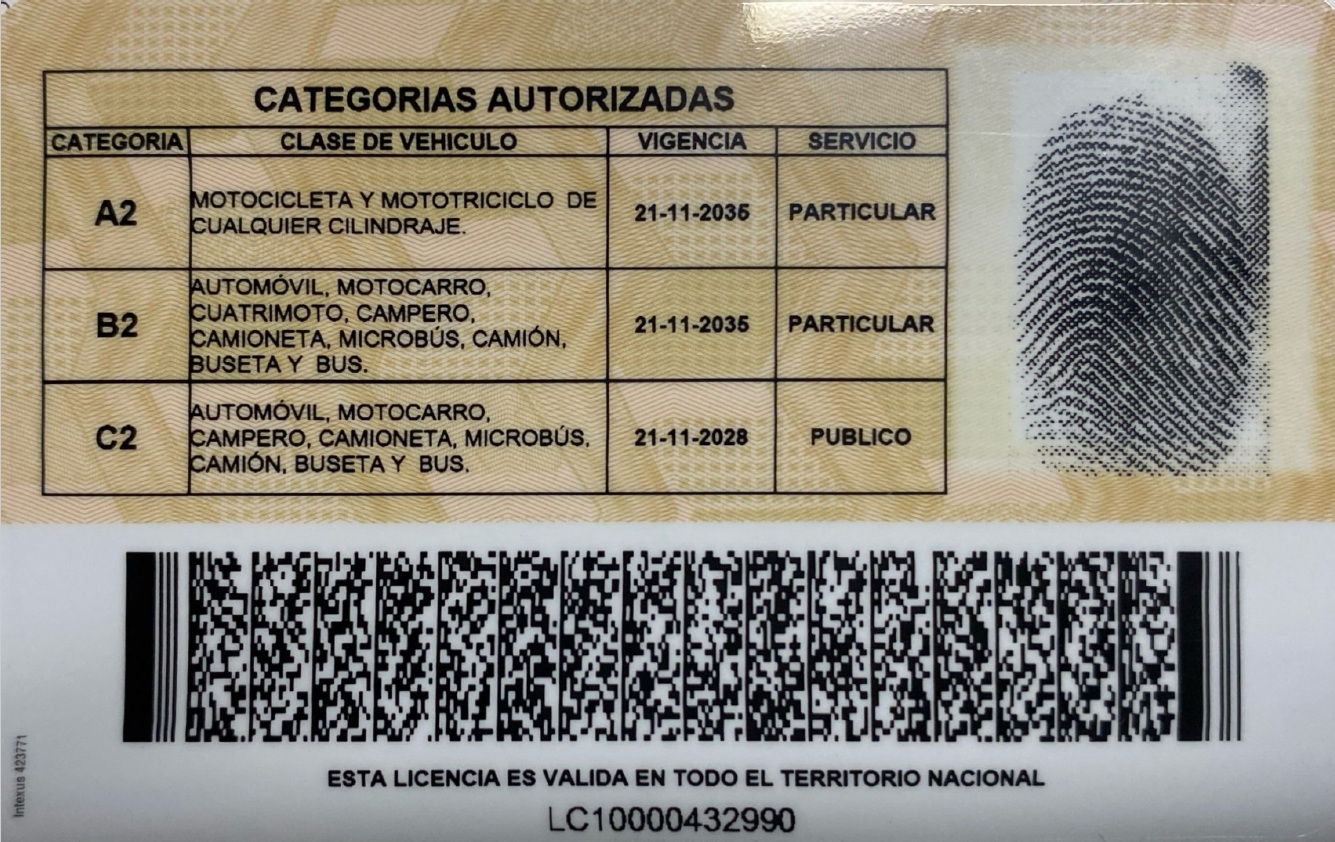 CATEGORIAS AUTORIZADAS
CATEGORIA CLASE DE VEHICULO VIGENCIA SERVICIO
A2 MOTOCICLETA Y MOTOTRICICLO DE CUALQUIER CILINDRAJE. 21-11-2035 PARTICULAR
B2 AUTOMÓVIL, MOTOCARRO, CUATRIMOTO, CAMPERO, CAMIONETA, MICROBÚS, CAMIÓN, BUSETA Y BUS. 21-11-2035 PARTICULAR
C2 AUTOMÓVIL, MOTOCARRO, CAMPERO, CAMIONETA, MICROBÚS, CAMIÓN, BUSETA Y BUS. 21-11-2028 PUBLICO
Intexus 423771
ESTA LICENCIA ES VALIDA EN TODO EL TERRITORIO NACIONAL
LC10000432990